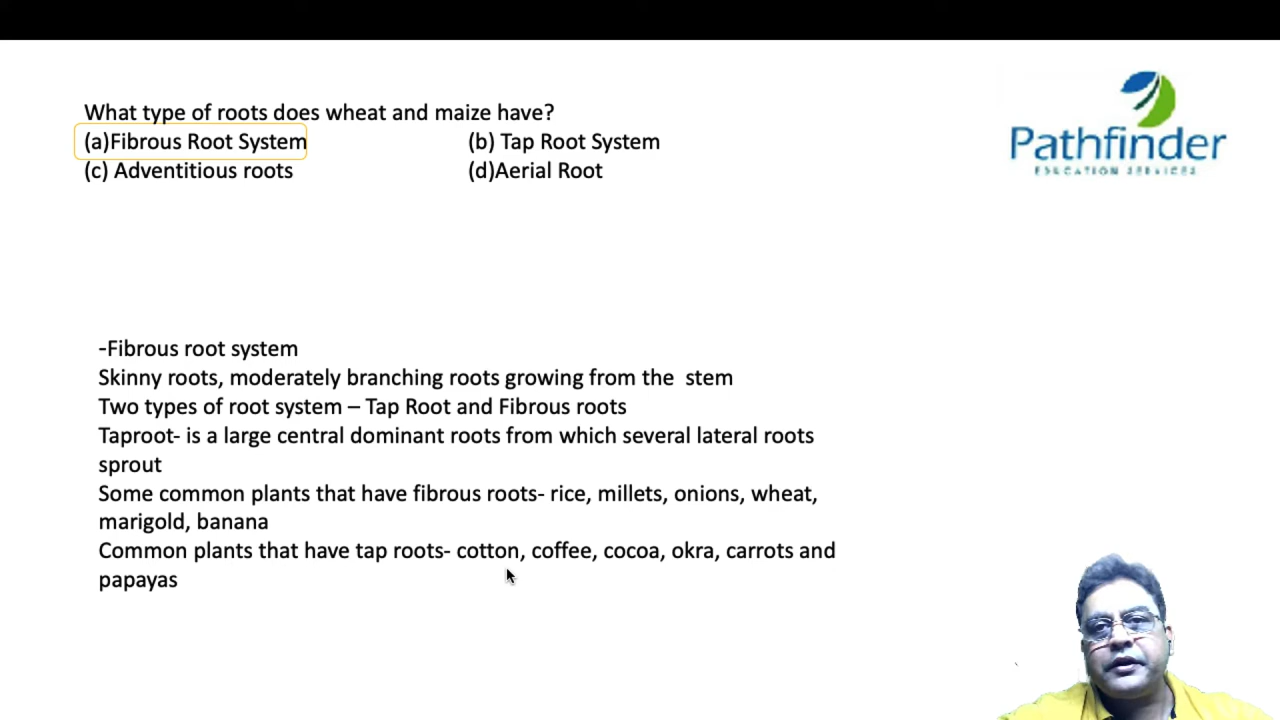 What type of roots does wheat and maize have?
(a)Fibrous Root System (b) Tap Root System
(c) Adventitious roots (d)Aerial Root
Pathfinder
EDUCATION SERVICES
-Fibrous root system
Skinny roots, moderately branching roots growing from the stem
Two types of root system – Tap Root and Fibrous roots
Taproot- is a large central dominant roots from which several lateral roots
sprout
Some common plants that have fibrous roots- rice, millets, onions, wheat,
marigold, banana
Common plants that have tap roots- cotton, coffee, cocoa, okra, carrots and
papayas